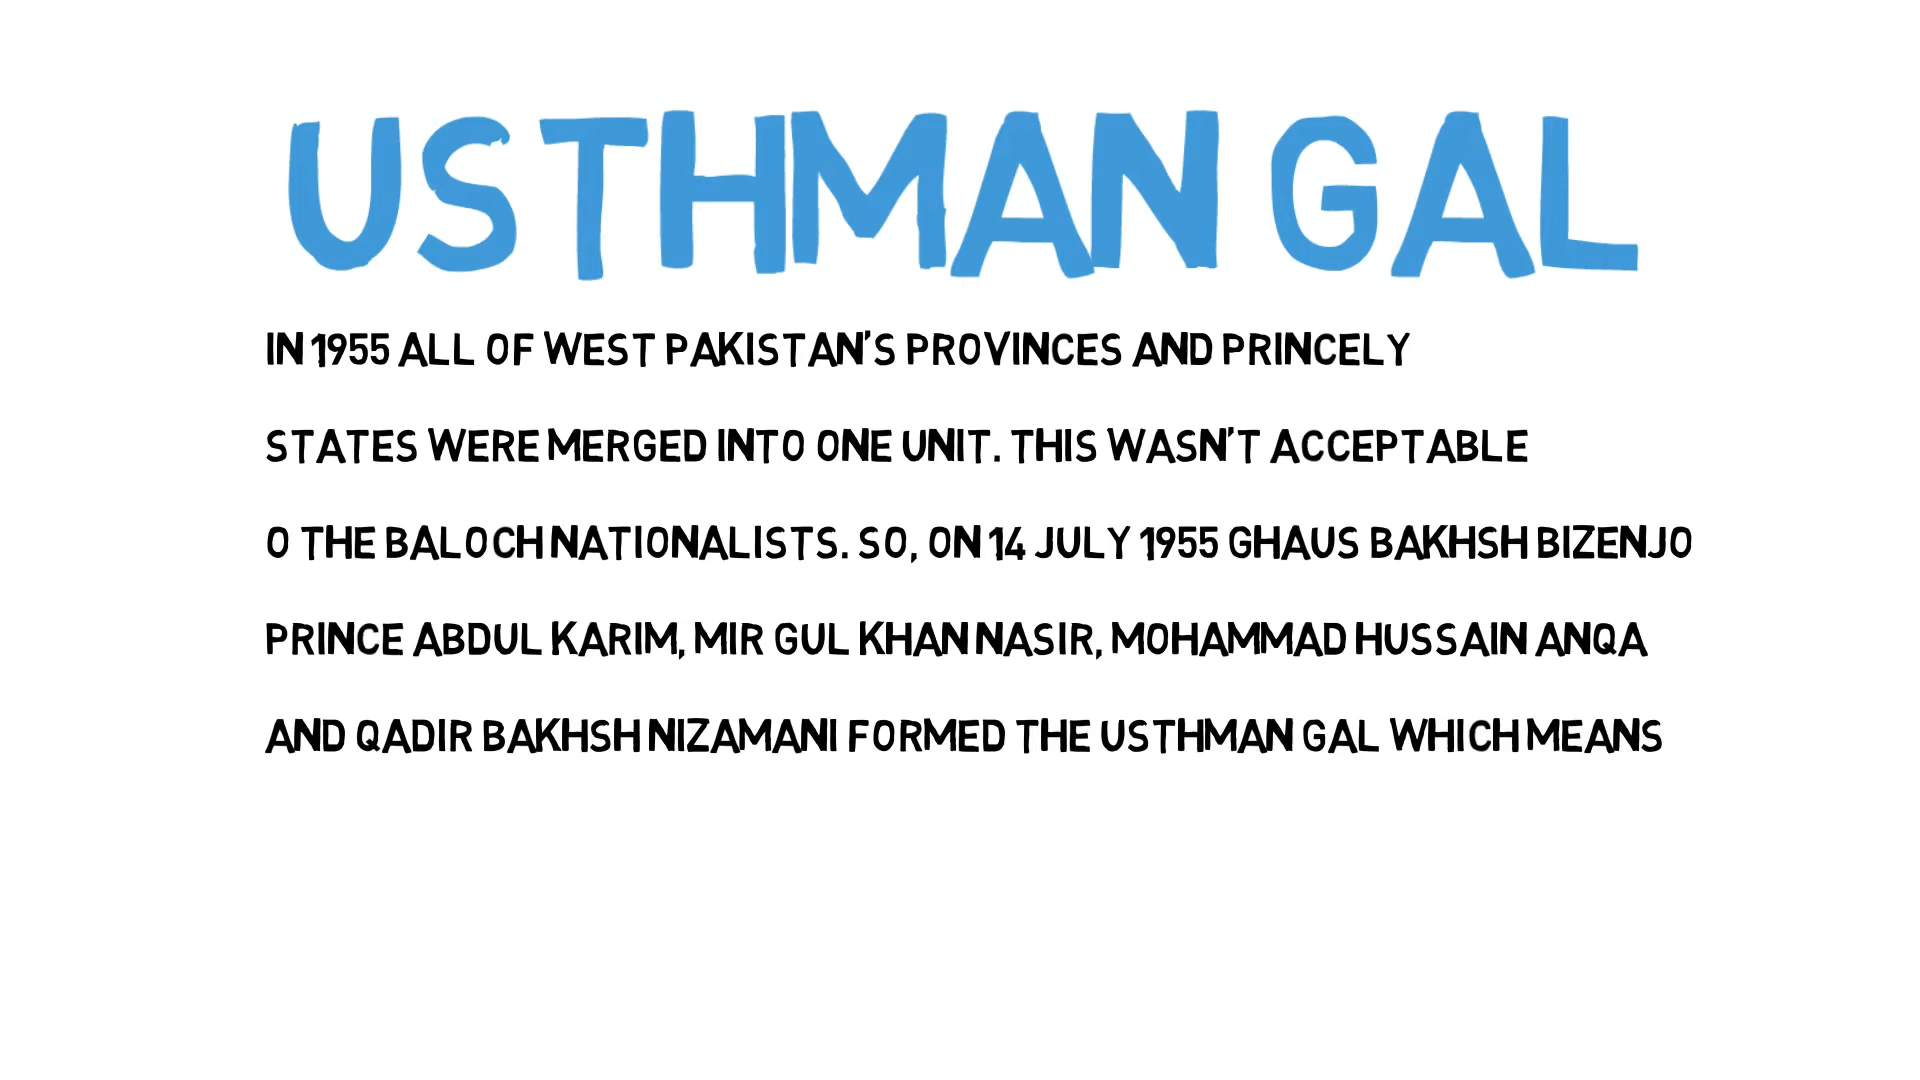 USTHMAN GAL
IN 1955 ALL OF WEST PAKISTAN'S PROVINCES AND PRINCELY
STATES WERE MERGED INTO ONE UNIT. THIS WASN'T ACCEPTABLE
O THE BALOCH NATIONALISTS. SO, ON 14 JULY 1955 GHAUS BAKHSH BIZENJO
PRINCE ABDUL KARIM, MIR GUL KHAN NASIR, MOHAMMAD HUSSAIN ANQA
AND QADIR BAKHSH NIZAMANI FORMED THE USTHMAN GAL WHICH MEANS